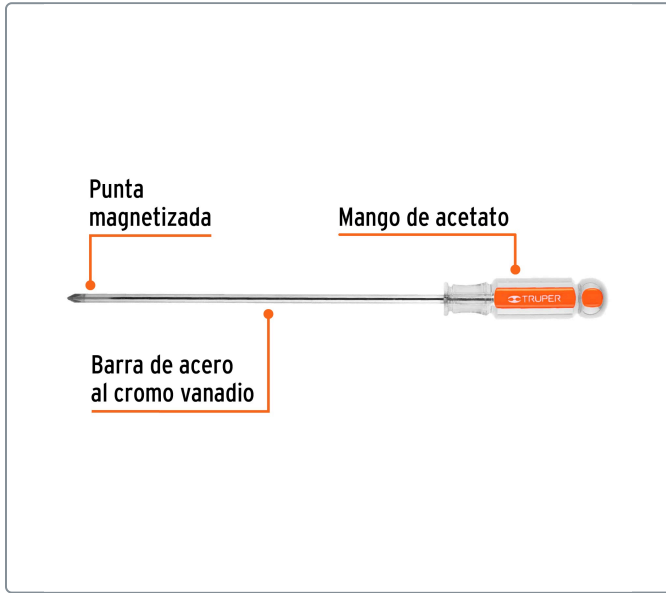 Punta
magnetizada
Mango de acetato
TRUPER
Barra de acero
al cromo vanadio